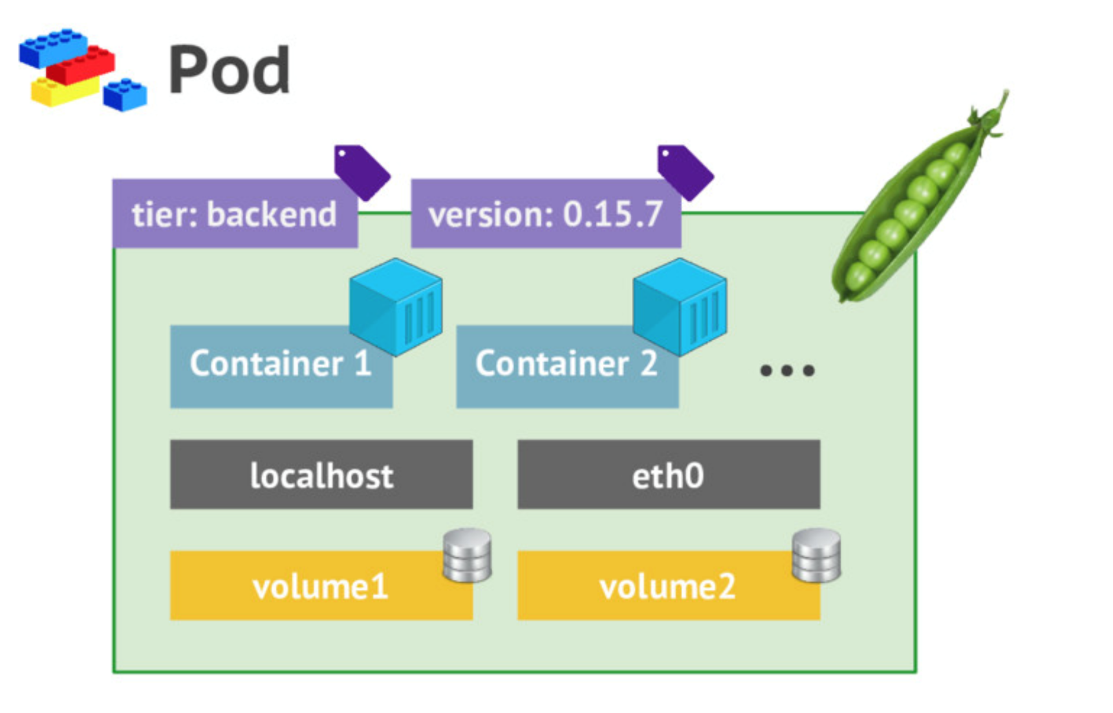 Pod
tier: backend
version: 0.15.7
Container 1
Container 2
...
localhost
eth0
volume1
volume2